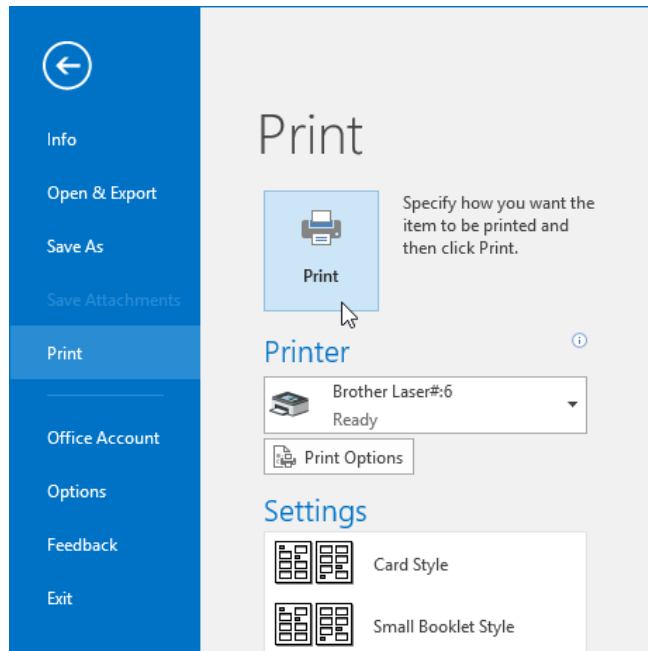 Info
Open & Export
Save As
Save Attachments
Print
Office Account
Options
Feedback
Exit
Print
Print
Specify how you want the
item to be printed and
then click Print.
Printer
Brother Laser#:6
Ready
Print Options
Settings
Card Style
Small Booklet Style